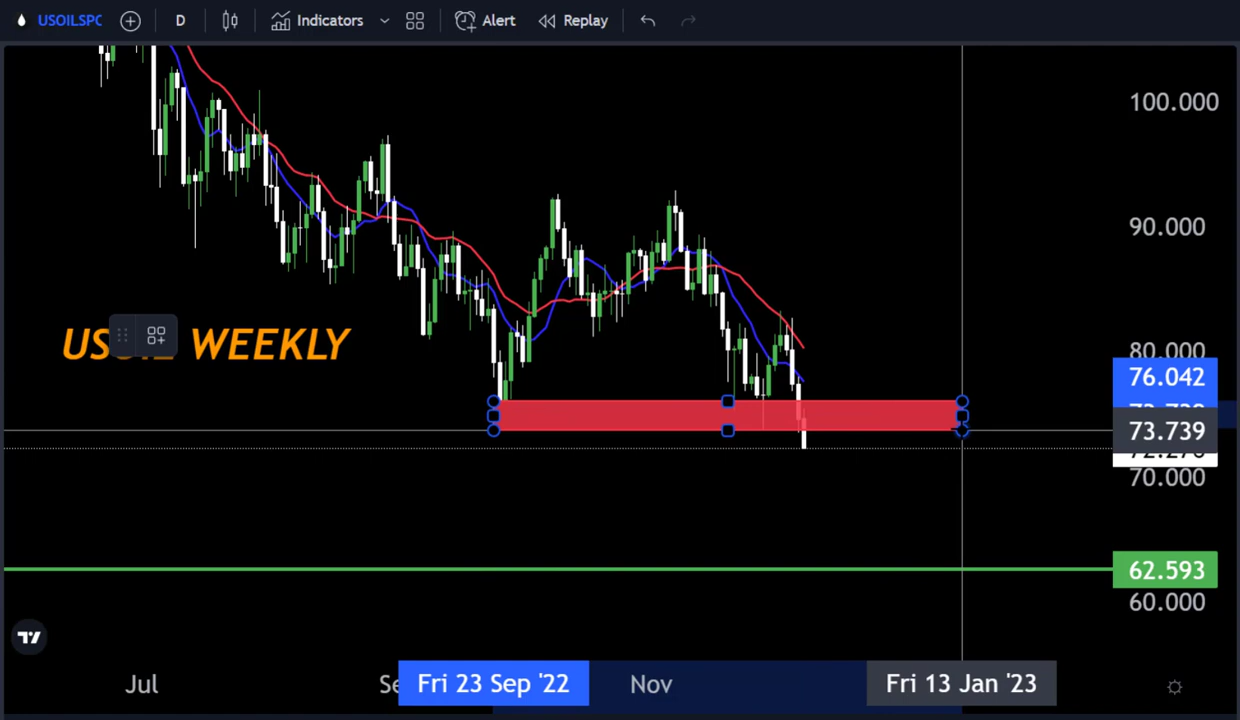 USOILSPC D Indicators Alert Replay
100.000
90.000
US WEEKLY
80.000
76.042
73.739
70.000
62.593
60.000
Jul Fri 23 Sep '22 Nov Fri 13 Jan '23